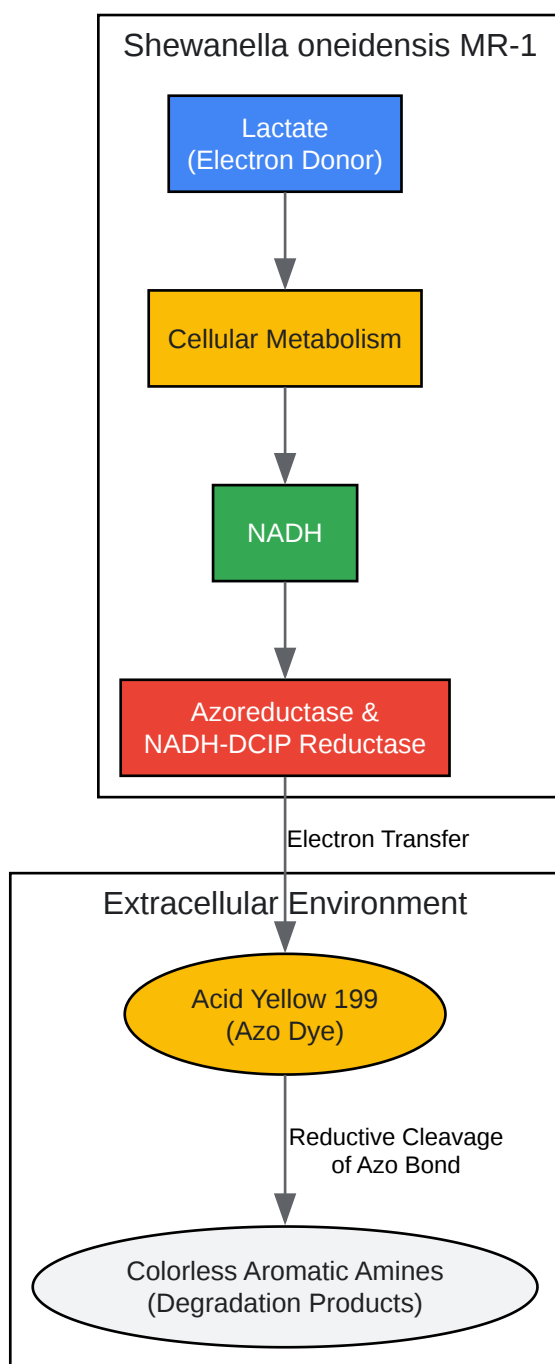 Shewanella oneidensis MR-1
Lactate
(Electron Donor)
Cellular Metabolism
NADH
Azoreductase &
NADH-DCIP Reductase
Electron Transfer
Extracellular Environment
Acid Yellow 199
(Azo Dye)
Reductive Cleavage
of Azo Bond
Colorless Aromatic Amines
(Degradation Products)